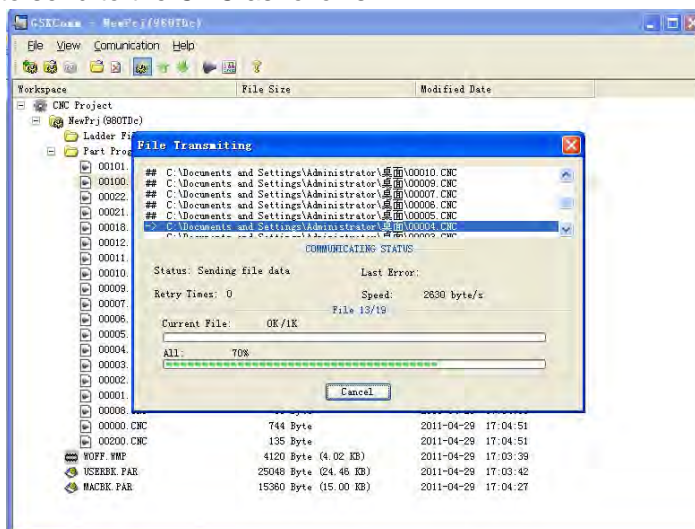 GSKComm - NewPrj(980TDc)
File View Comunication Help
Workspace File Size Modified Date
CNC Project
NewPrj (980TDc)
Ladder Fi
Part Prog
00101.
00100.
00022.
00021.
00018.
00012.
00011.
00010.
00009.
00007.
00006.
00005.
00004.
00003.
00002.
00001.
00008.
00000.CNC 744 Byte 2011-04-29 17:04:51
00200.CNC 135 Byte 2011-04-29 17:04:51
WOFF.WMP 4120 Byte (4.02 KB) 2011-04-29 17:03:39
USERBK.PAR 25048 Byte (24.46 KB) 2011-04-29 17:03:42
MACBK.PAR 15360 Byte (15.00 KB) 2011-04-29 17:04:27
File Transmiting
## C:\Documents and Settings\Administrator\桌面\00010.CNC
## C:\Documents and Settings\Administrator\桌面\00009.CNC
## C:\Documents and Settings\Administrator\桌面\00007.CNC
## C:\Documents and Settings\Administrator\桌面\00006.CNC
## C:\Documents and Settings\Administrator\桌面\00005.CNC
-> C:\Documents and Settings\Administrator\桌面\00004.CNC
COMMUNICATING STATUS
Status: Sending file data Last Error:
Retry Times: 0 Speed: 2630 byte/s
File 13/19
Current File: 0K/1K
All: 70%
Cancel